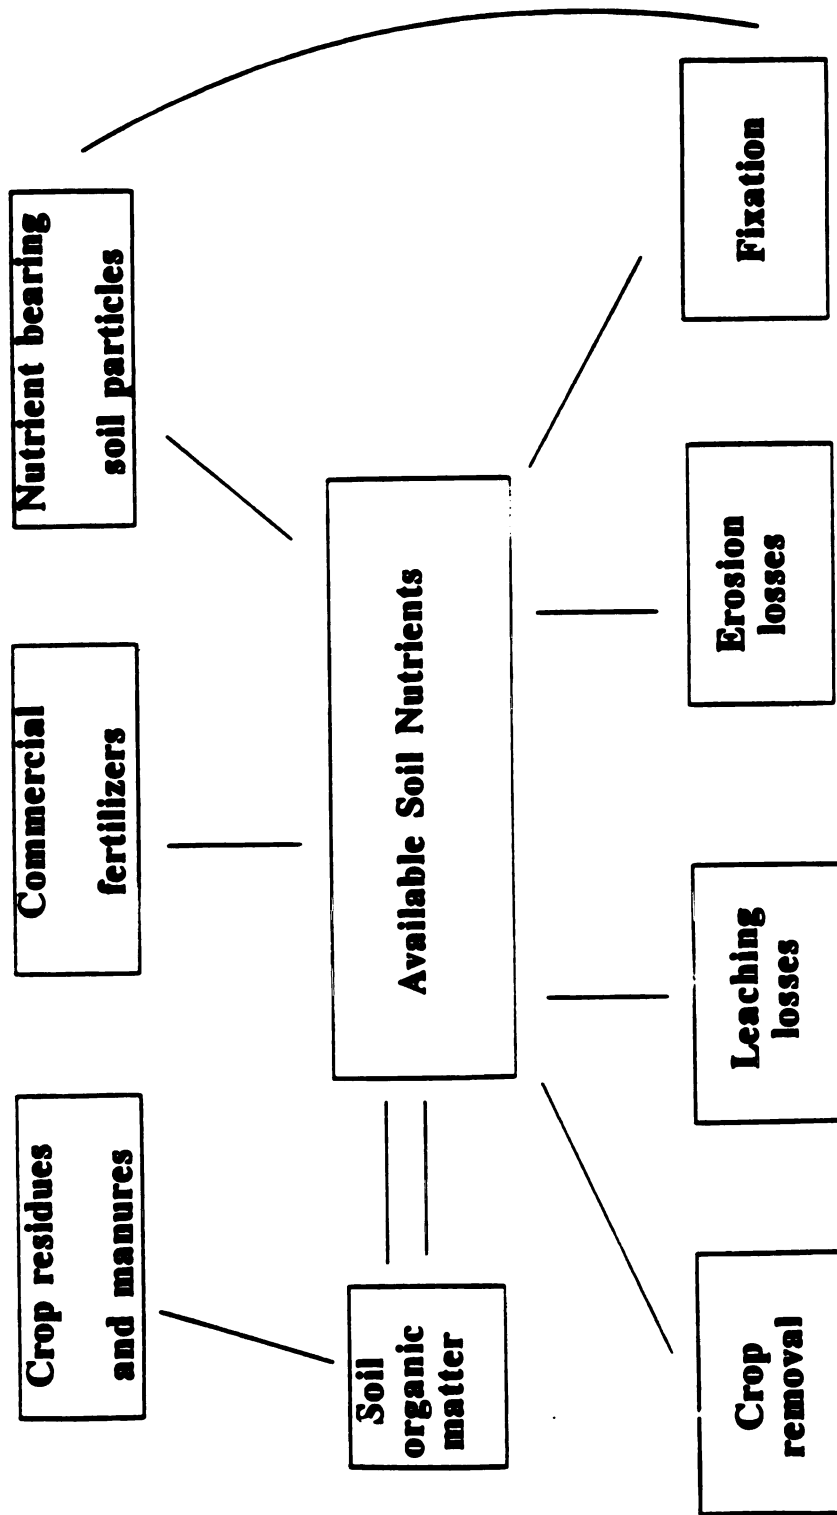 Crop residues
and manures
Commercial
fertilizers
Nutrient bearing
soil particles
Soil
organic
matter
Available Soil Nutrients
Crop
removal
Leaching
losses
Erosion
losses
Fixation